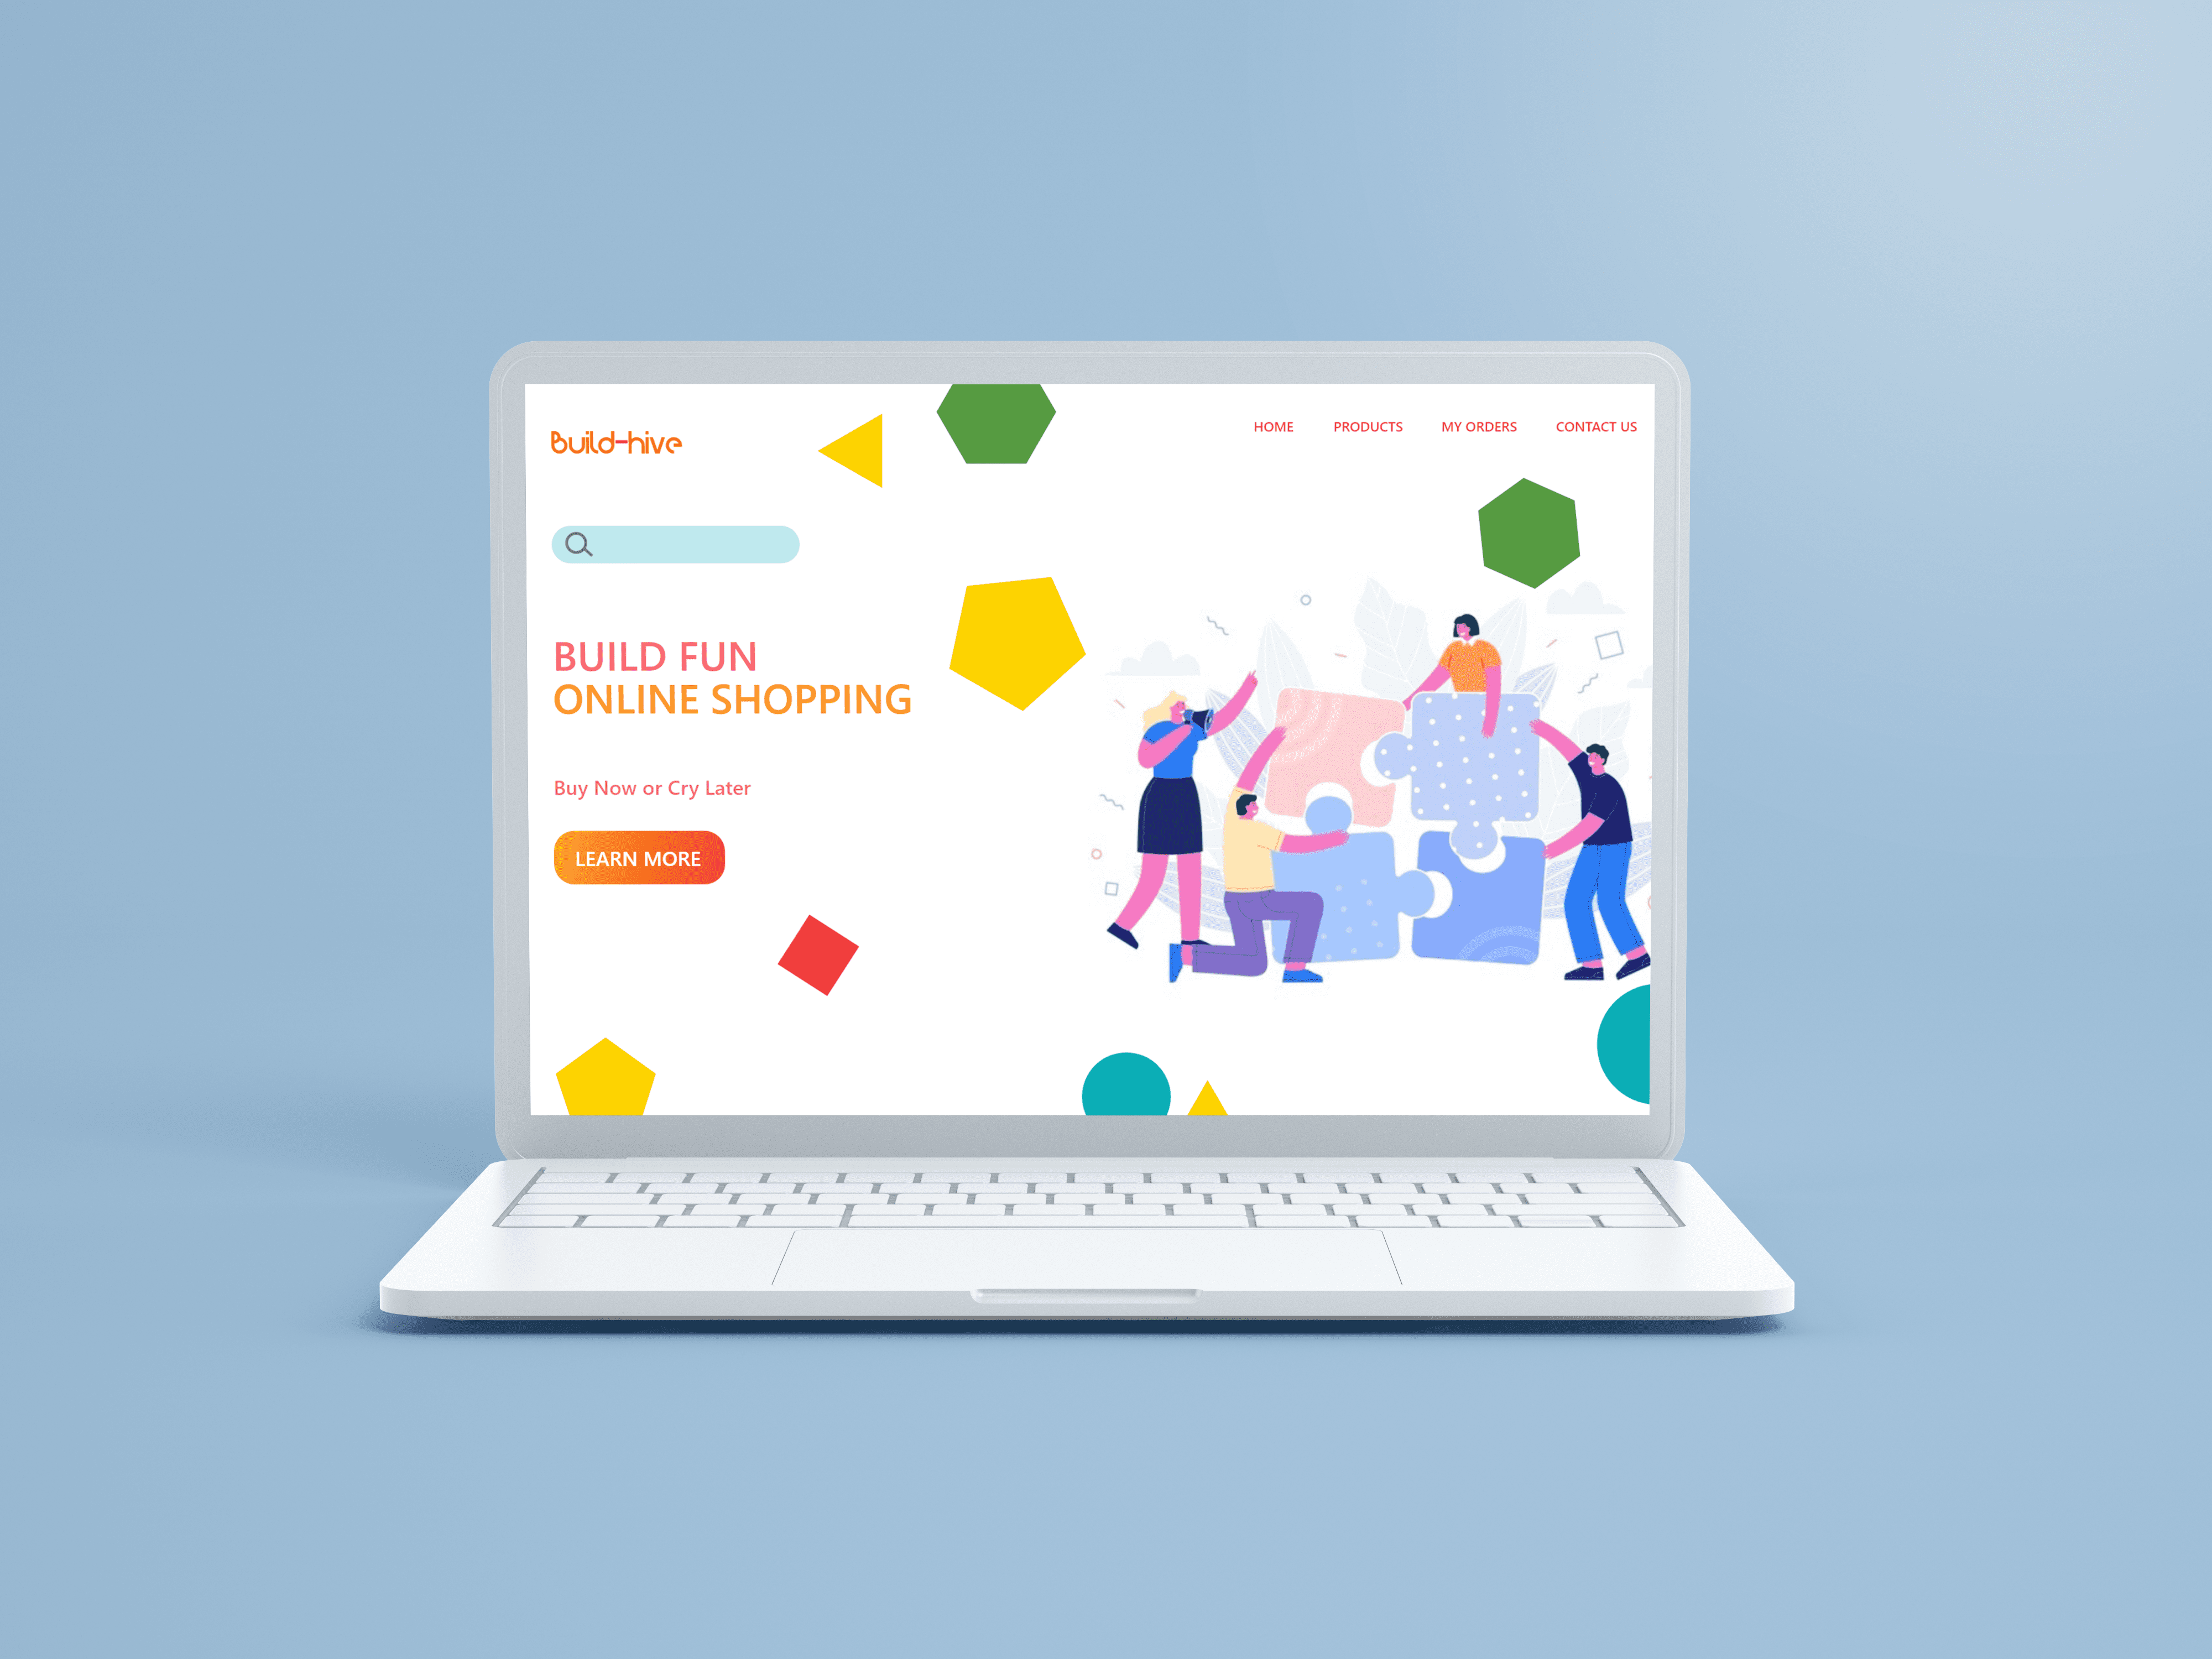 Build-hive
HOME PRODUCTS MY ORDERS CONTACT US
BUILD FUN
ONLINE SHOPPING
Buy Now or Cry Later
LEARN MORE